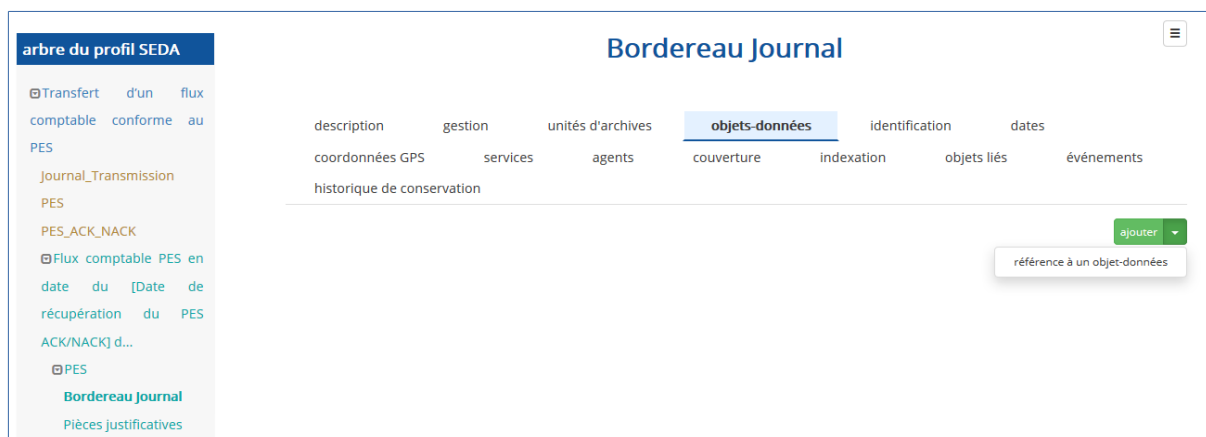 arbre du profil SEDA
Transfert d'un flux
comptable conforme au
PES
Journal_Transmission
PES
PES_ACK_NACK
Flux comptable PES en
date du [Date de
récupération du PES
ACK/NACK] d...
PES
Bordereau Journal
Pièces justificatives
Bordereau Journal
description gestion unités d'archives objets-données identification dates
coordonnées GPS services agents couverture indexation objets liés événements
historique de conservation
ajouter
référence à un objet-données